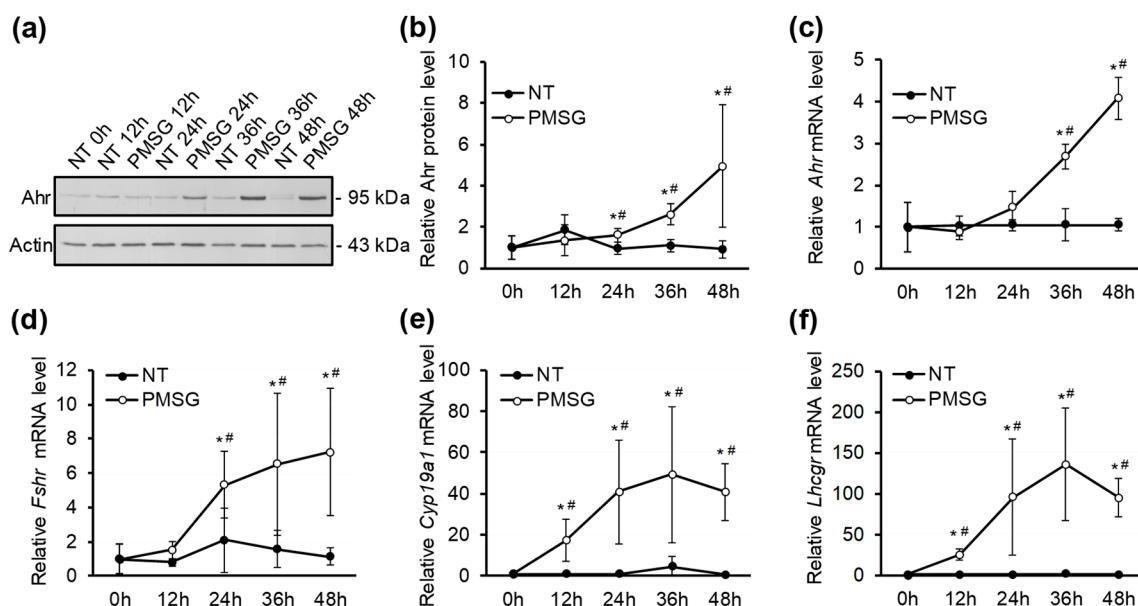 (a)
NT 0h
NT 12h
PMSG 12h
NT 24h
PMSG 24h
NT 36h
PMSG 36h
NT 48h
PMSG 48h
Ahr
- 95 kDa
Actin
- 43 kDa
(b)
Relative Ahr protein level
10
8
6
4
2
0
NT
PMSG
*#
*#
*#
0h 12h 24h 36h 48h
(c)
Relative Ahr mRNA level
5
4
3
2
1
0
NT
PMSG
*#
*#
0h 12h 24h 36h 48h
(d)
Relative Fshr mRNA level
12
10
8
6
4
2
0
NT
PMSG
*#
*#
*#
0h 12h 24h 36h 48h
(e)
Relative Cyp19a1 mRNA level
100
80
60
40
20
0
NT
PMSG
*#
*#
*#
*#
0h 12h 24h 36h 48h
(f)
Relative Lhcgr mRNA level
250
200
150
100
50
0
NT
PMSG
*#
*#
*#
*#
0h 12h 24h 36h 48h